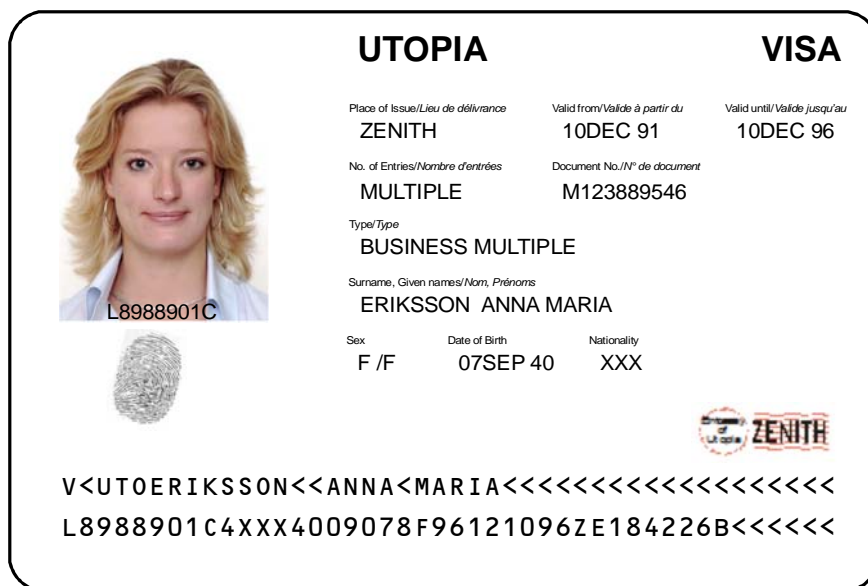 UTOPIA VISA
Place of Issue/Lieu de délivrance Valid from/Valide à partir du Valid until/Valide jusqu'au
ZENITH 10DEC 91 10DEC 96
No. of Entries/Nombre d'entrées Document No./N° de document
MULTIPLE M123889546
Type/Type
BUSINESS MULTIPLE
Surname, Given names/Nom, Prénoms
ERIKSSON ANNA MARIA
L8988901C
Sex Date of Birth Nationality
F /F 07SEP 40 XXX
Embassy
of
Utopia
ZENITH
V<UTOERIKSSON<<ANNA<MARIA<<<<<<<<<<<<<<<<<<<
L8988901C4XXX4009078F96121096ZE184226B<<<<<<